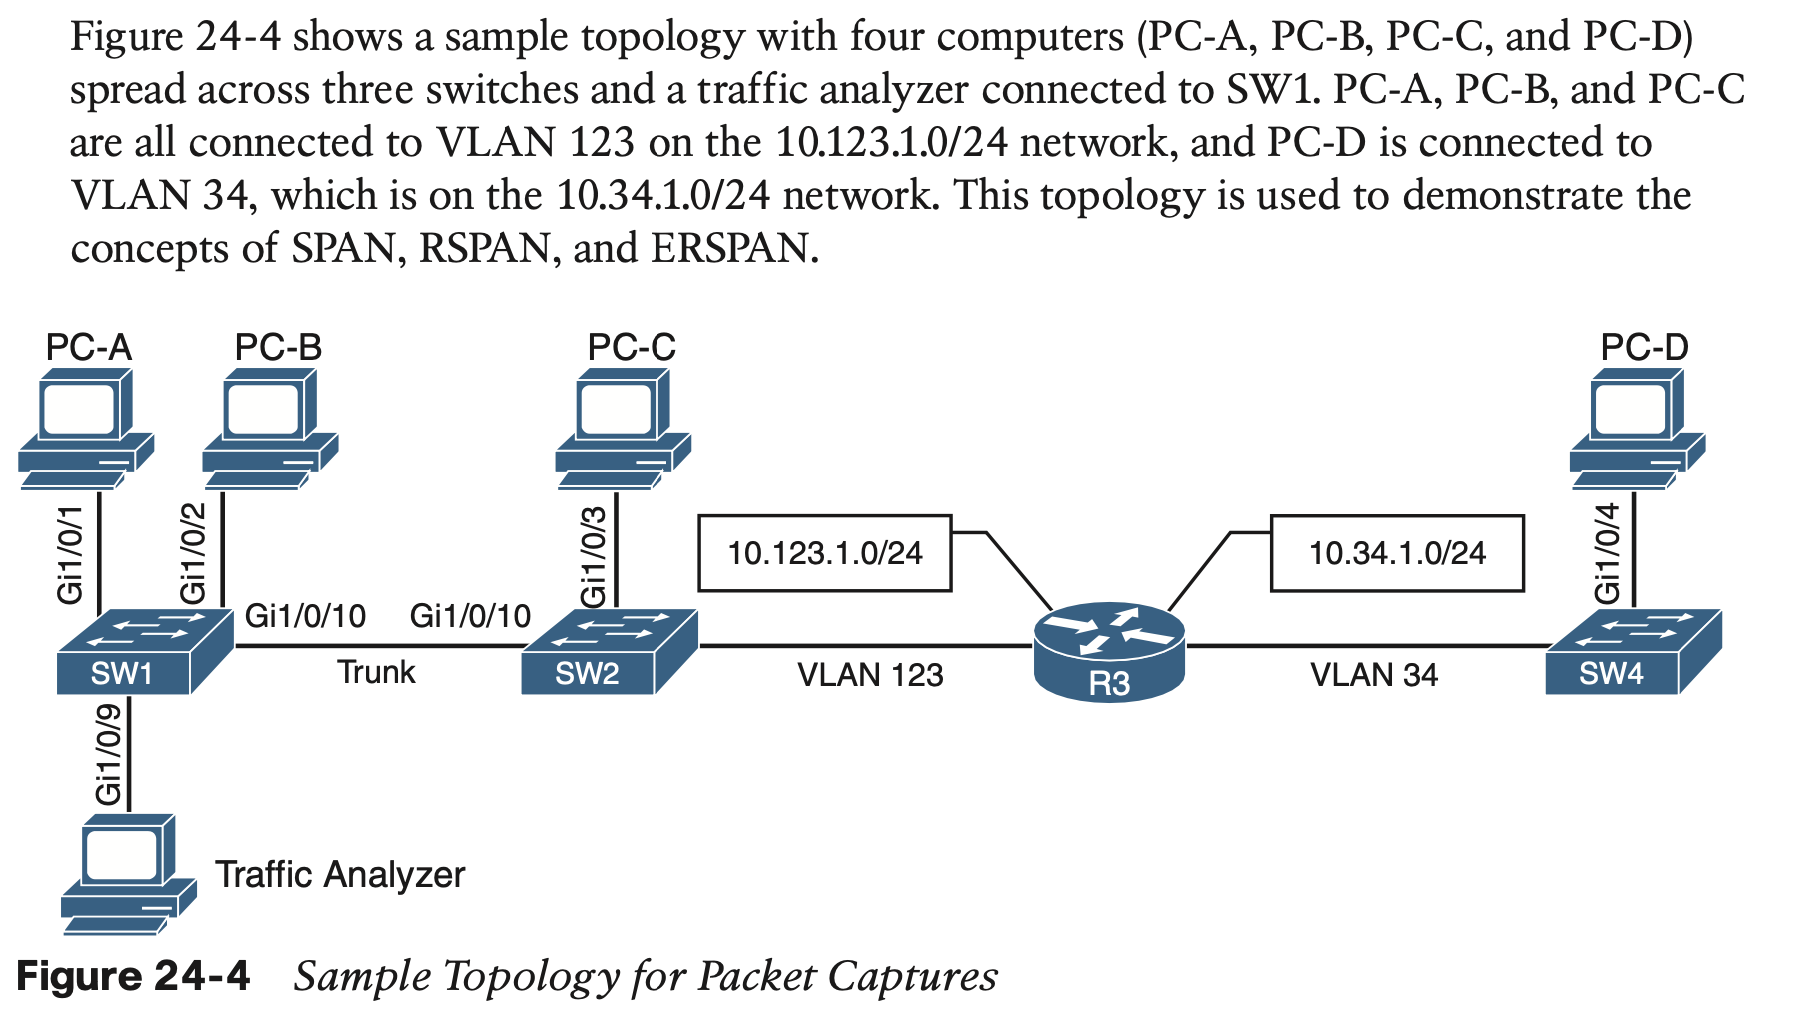 Figure 24-4 shows a sample topology with four computers (PC-A, PC-B, PC-C, and PC-D)
spread across three switches and a traffic analyzer connected to SW1. PC-A, PC-B, and PC-C
are all connected to VLAN 123 on the 10.123.1.0/24 network, and PC-D is connected to
VLAN 34, which is on the 10.34.1.0/24 network. This topology is used to demonstrate the
concepts of SPAN, RSPAN, and ERSPAN.
PC-A
PC-B
PC-C
PC-D
Gi1/0/1
Gi1/0/2
Gi1/0/3
10.123.1.0/24
10.34.1.0/24
Gi1/0/4
Gi1/0/10
Gi1/0/10
SW1
Trunk
SW2
VLAN 123
R3
VLAN 34
SW4
Gi1/0/9
Traffic Analyzer
Figure 24-4 Sample Topology for Packet Captures